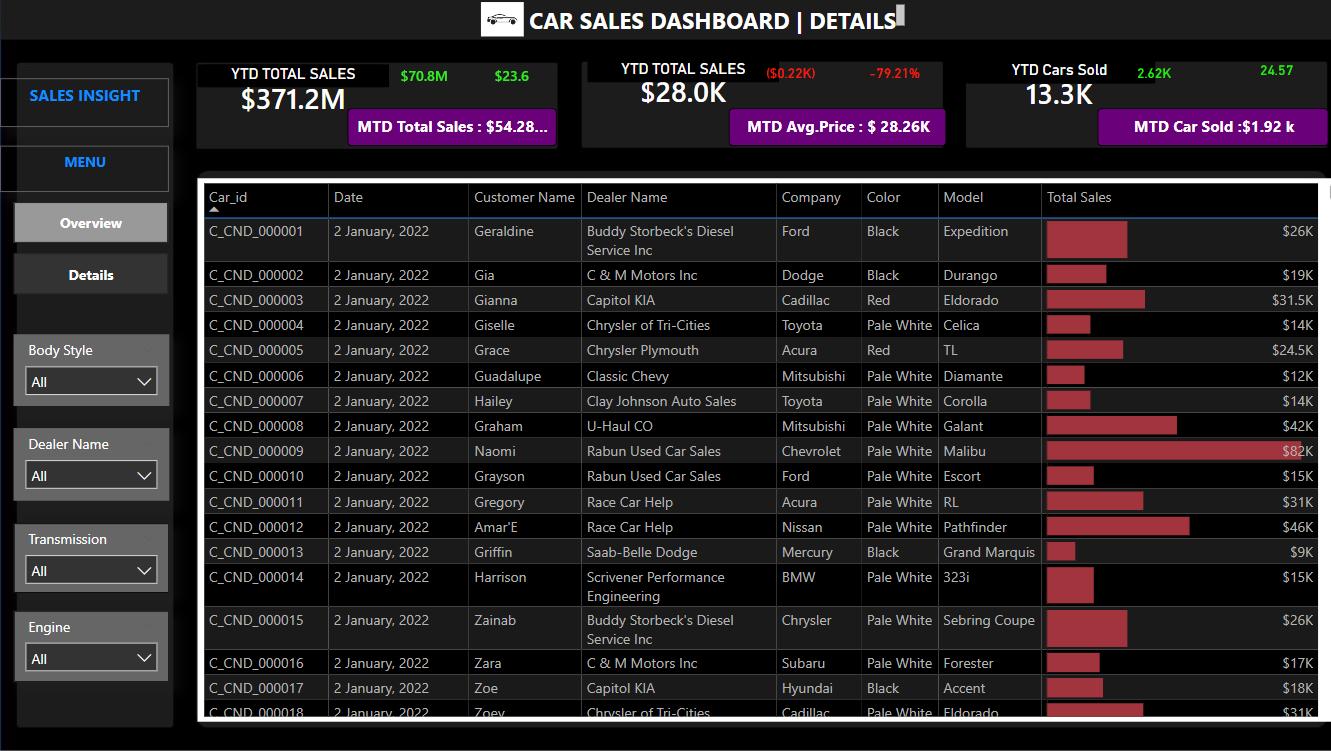 CAR SALES DASHBOARD | DETAILS
SALES INSIGHT
MENU
Overview
Details
Body Style
All
Dealer Name
All
Transmission
All
Engine
All
YTD TOTAL SALES $70.8M $23.6
$371.2M
MTD Total Sales : $54.28...
YTD TOTAL SALES ($0.22K) -79.21%
$28.0K
MTD Avg.Price : $ 28.26K
YTD Cars Sold 2.62K 24.57
13.3K
MTD Car Sold :$1.92 k
Car_id Date Customer Name Dealer Name Company Color Model Total Sales
C_CND_000001 2 January, 2022 Geraldine Buddy Storbeck's Diesel Ford Black Expedition $26K
Service Inc
C_CND_000002 2 January, 2022 Gia C & M Motors Inc Dodge Black Durango $19K
C_CND_000003 2 January, 2022 Gianna Capitol KIA Cadillac Red Eldorado $31.5K
C_CND_000004 2 January, 2022 Giselle Chrysler of Tri-Cities Toyota Pale White Celica $14K
C_CND_000005 2 January, 2022 Grace Chrysler Plymouth Acura Red TL $24.5K
C_CND_000006 2 January, 2022 Guadalupe Classic Chevy Mitsubishi Pale White Diamante $12K
C_CND_000007 2 January, 2022 Hailey Clay Johnson Auto Sales Toyota Pale White Corolla $14K
C_CND_000008 2 January, 2022 Graham U-Haul CO Mitsubishi Pale White Galant $42K
C_CND_000009 2 January, 2022 Naomi Rabun Used Car Sales Chevrolet Pale White Malibu $82K
C_CND_000010 2 January, 2022 Grayson Rabun Used Car Sales Ford Pale White Escort $15K
C_CND_000011 2 January, 2022 Gregory Race Car Help Acura Pale White RL $31K
C_CND_000012 2 January, 2022 Amar'E Race Car Help Nissan Pale White Pathfinder $46K
C_CND_000013 2 January, 2022 Griffin Saab-Belle Dodge Mercury Black Grand Marquis $9K
C_CND_000014 2 January, 2022 Harrison Scrivener Performance BMW Pale White 323i $15K
Engineering
C_CND_000015 2 January, 2022 Zainab Buddy Storbeck's Diesel Chrysler Pale White Sebring Coupe $26K
Service Inc
C_CND_000016 2 January, 2022 Zara C & M Motors Inc Subaru Pale White Forester $17K
C_CND_000017 2 January, 2022 Zoe Capitol KIA Hyundai Black Accent $18K
C_CND_000018 2 January, 2022 Zoey Chrysler of Tri-Cities Cadillac Pale White Eldorado $31K